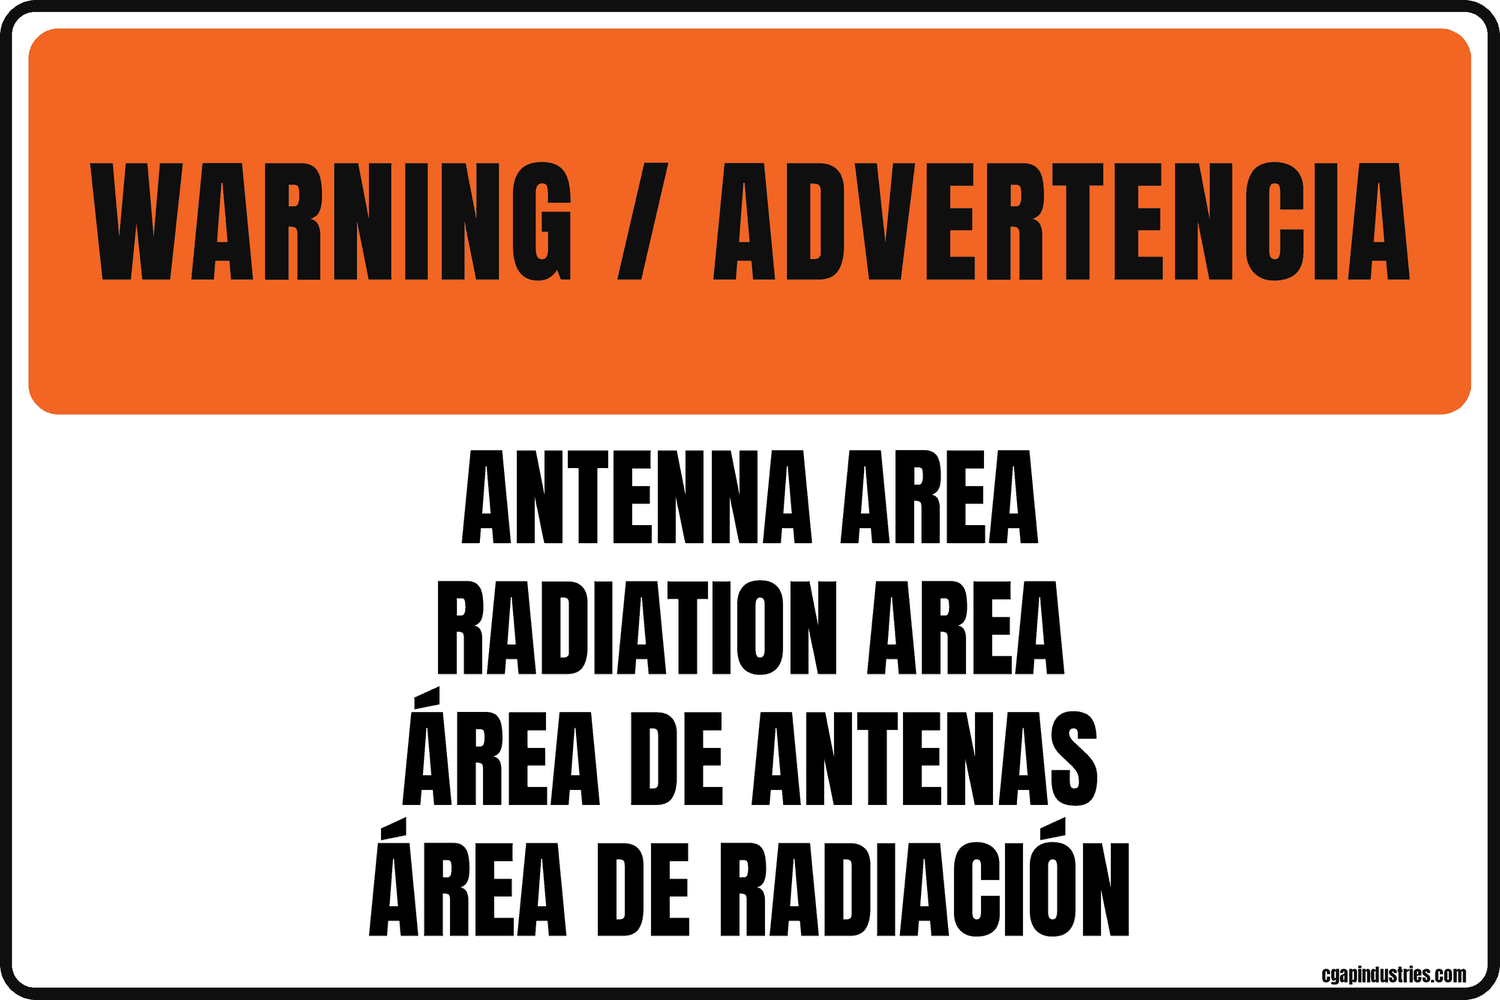 WARNING / ADVERTENCIA
ANTENNA AREA
RADIATION AREA
ÁREA DE ANTENAS
ÁREA DE RADIACIÓN
cgapindustries.com